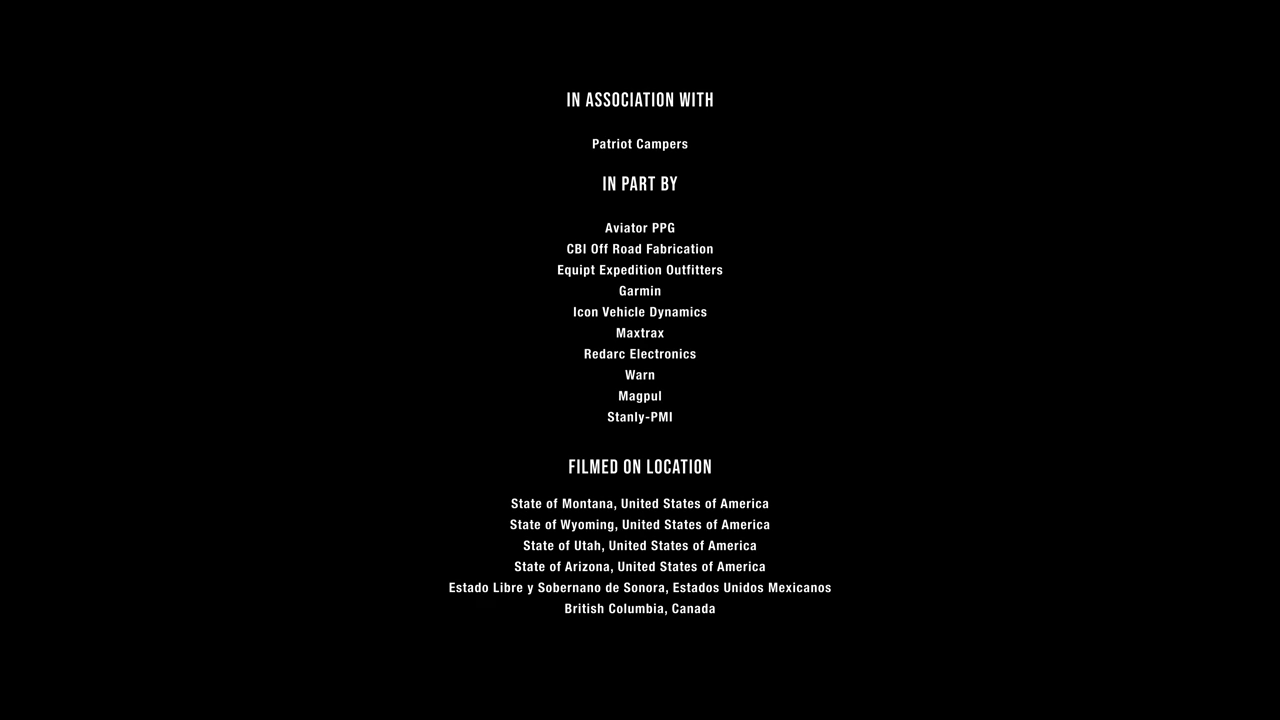 IN ASSOCIATION WITH
Patriot Campers
IN PART BY
Aviator PPG
CBI Off Road Fabrication
Equipt Expedition Outfitters
Garmin
Icon Vehicle Dynamics
Maxtrax
Redarc Electronics
Warn
Magpul
Stanly-PMI
FILMED ON LOCATION
State of Montana, United States of America
State of Wyoming, United States of America
State of Utah, United States of America
State of Arizona, United States of America
Estado Libre y Sobernano de Sonora, Estados Unidos Mexicanos
British Columbia, Canada